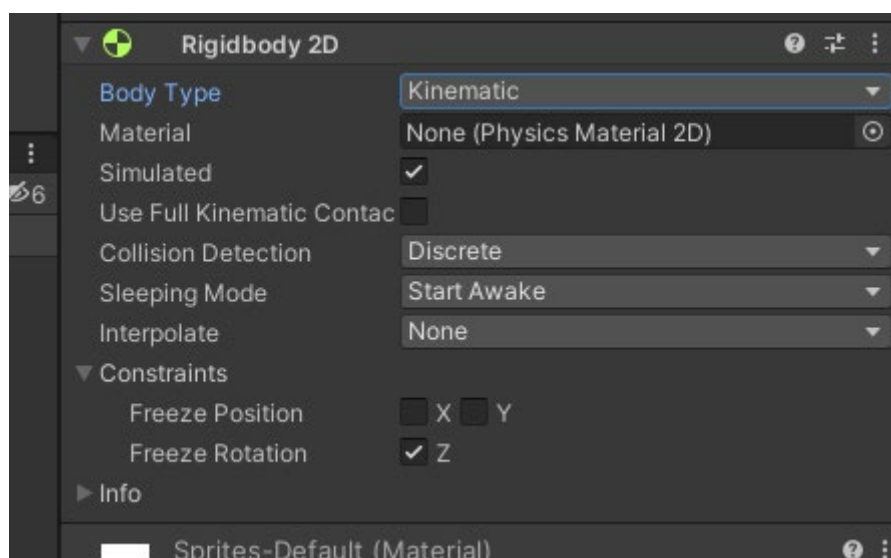 Rigidbody 2D
Body Type Kinematic
Material None (Physics Material 2D)
Simulated
6
Use Full Kinematic Contac
Collision Detection Discrete
Sleeping Mode Start Awake
Interpolate None
Constraints
Freeze Position X Y
Freeze Rotation Z
Info
Sprites-Default (Material)